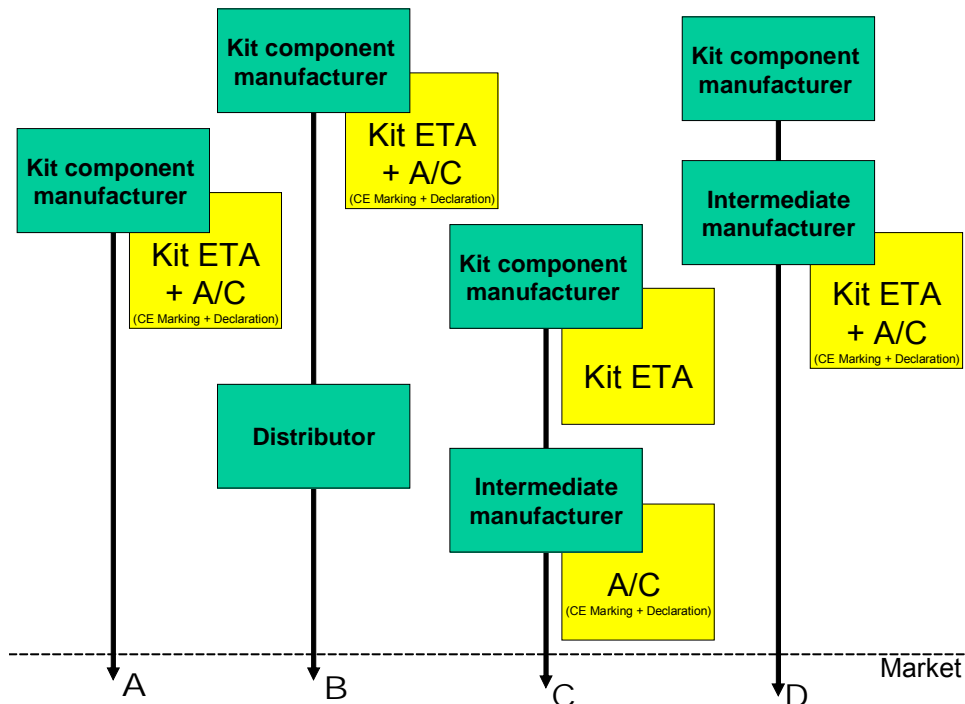 Kit component
manufacturer
Kit ETA
+ A/C
(CE Marking + Declaration)
A
Kit component
manufacturer
Kit ETA
+ A/C
(CE Marking + Declaration)
Distributor
B
Kit component
manufacturer
Kit ETA
Intermediate
manufacturer
A/C
(CE Marking + Declaration)
C
Kit component
manufacturer
Intermediate
manufacturer
Kit ETA
+ A/C
(CE Marking + Declaration)
D
Market